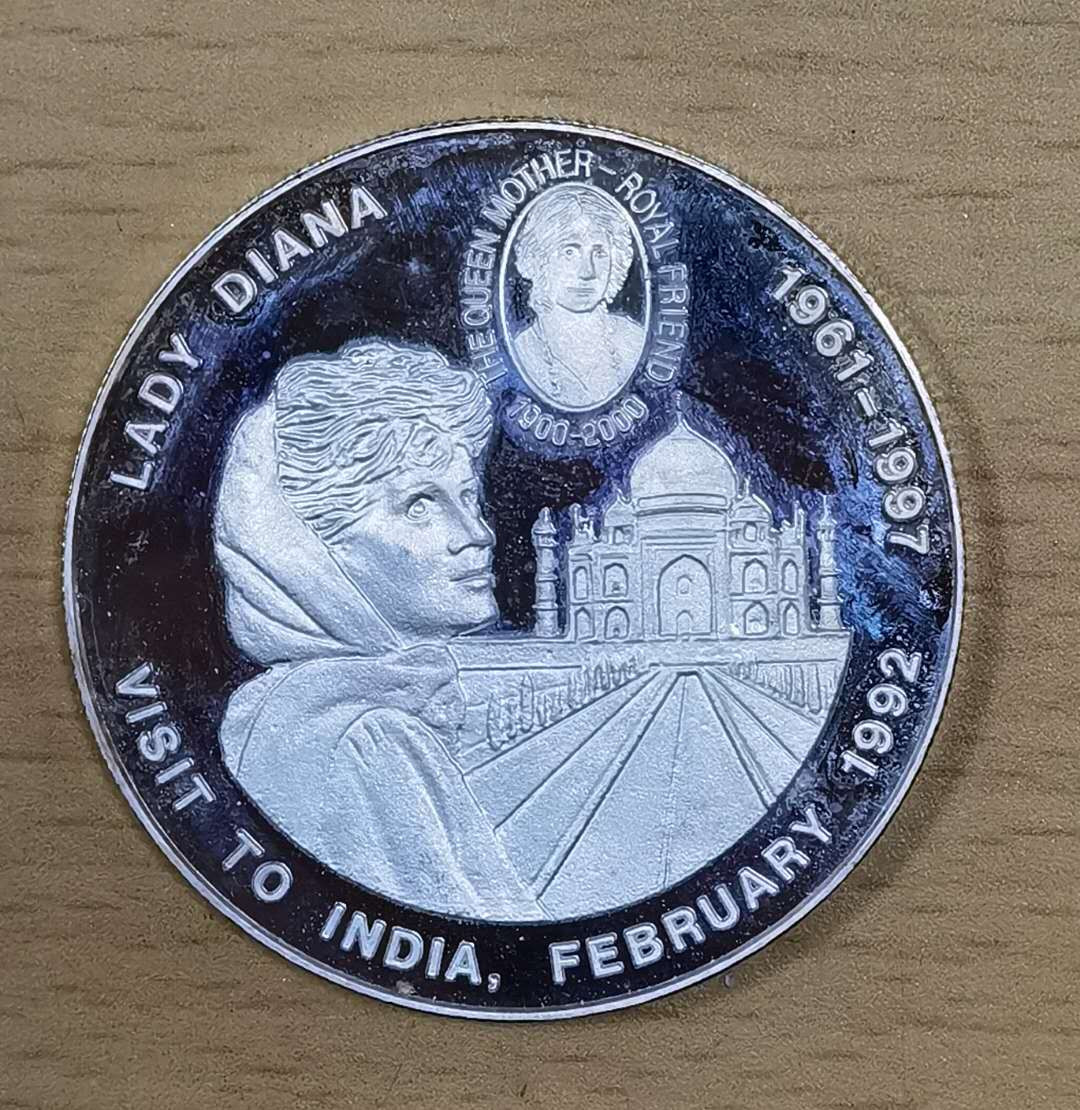 LADY DIANA
1961-1997
THE QUEEN MOTHER - ROYAL FRIEND
1900-2000
VISIT TO INDIA, FEBRUARY 1992